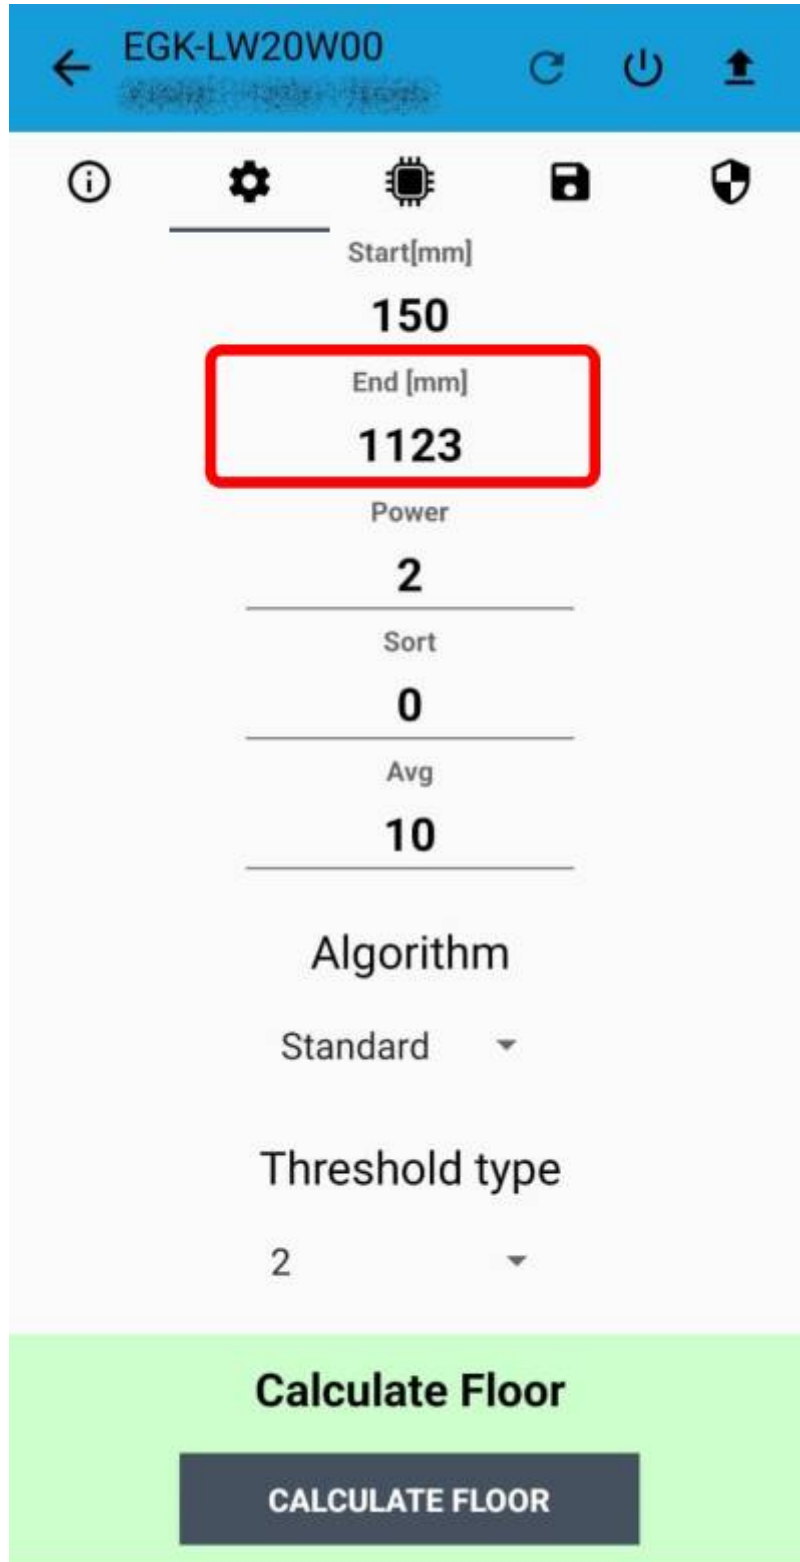 EGK-LW20W00
Start[mm]
150
End [mm]
1123
Power
2
Sort
0
Avg
10
Algorithm
Standard
Threshold type
2
Calculate Floor
CALCULATE FLOOR